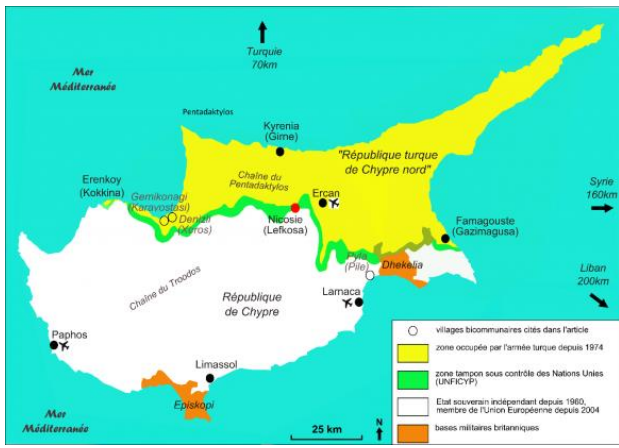 Mer
Méditerranée
Turquie
70km
Pentadaktylos
Kyrenia
(Girne)
"République turque
de Chypre nord"
Chaîne du
Pentadaktylos
Erenkoy
(Kokkina)
Gemikonagi
(Karavostasi)
Denizli
(Xeros)
Ercan
Nicosie
(Lefkosa)
Syrie
160km
Famagouste
(Gazimagusa)
Pyla
(Pile)
Dhekelia
Liban
200km
Chaîne du Troodos
République
de Chypre
Larnaca
Paphos
Limassol
Episkopi
Mer
Méditerranée
25 km
N
villages bicommunaires cités dans l'article
zone occupée par l'armée turque depuis 1974
zone tampon sous contrôle des Nations Unies
(UNFICYP)
Etat souverain indépendant depuis 1960,
membre de l'Union Européenne depuis 2004
bases militaires britanniques